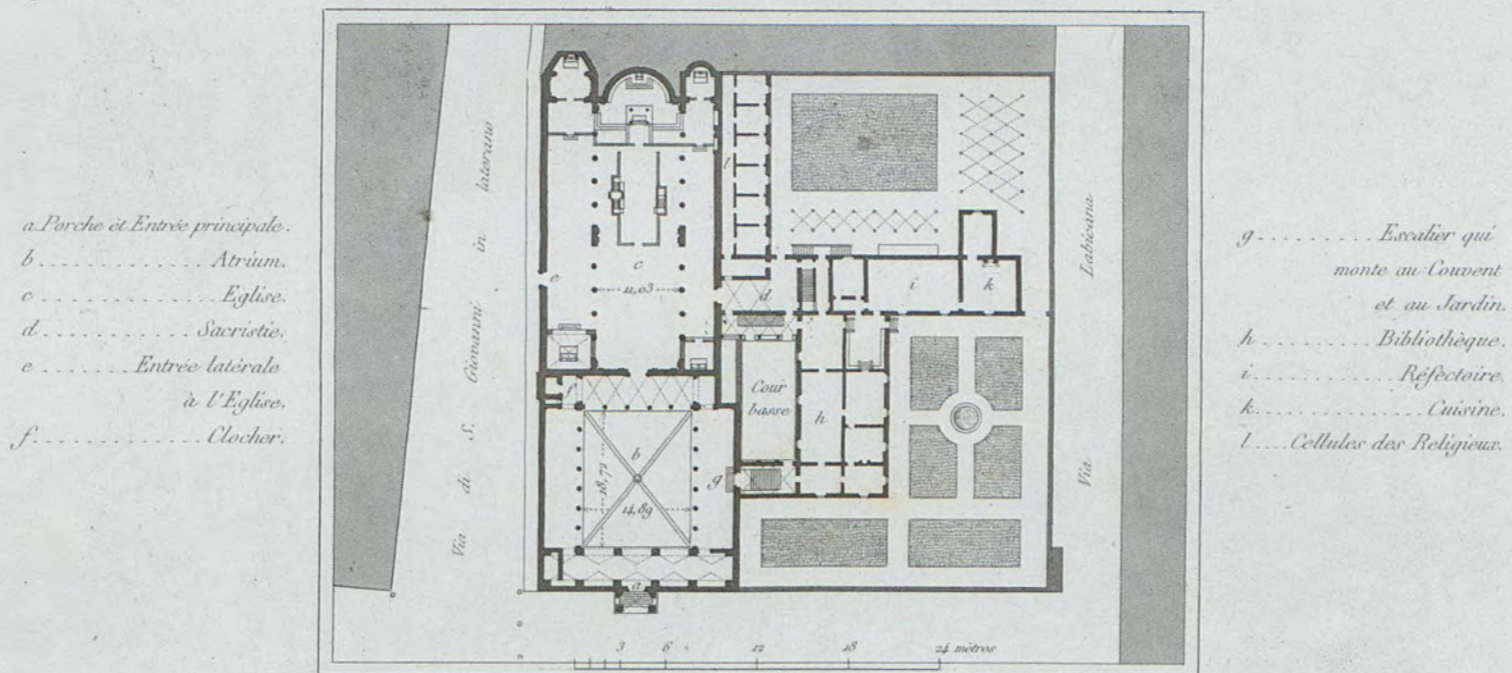 a. Porche et Entrée principale.
b............Atrium.
c............Eglise.
d............Sacristie.
e........Entrée latérale
à l'Eglise.
f............Clocher.
Via di S. Giovanni in laterano
Via Labicana
l
c
11,03
e
d
i
k
f
Cour
basse
h
b
18,72
14,89
g
a
3 6 12 18 24 mètres
g............Escalier qui
monte au Couvent
et au Jardin.
h............Bibliothèque.
i............Réfectoire.
k............Cuisine.
l....Cellules des Religieux.